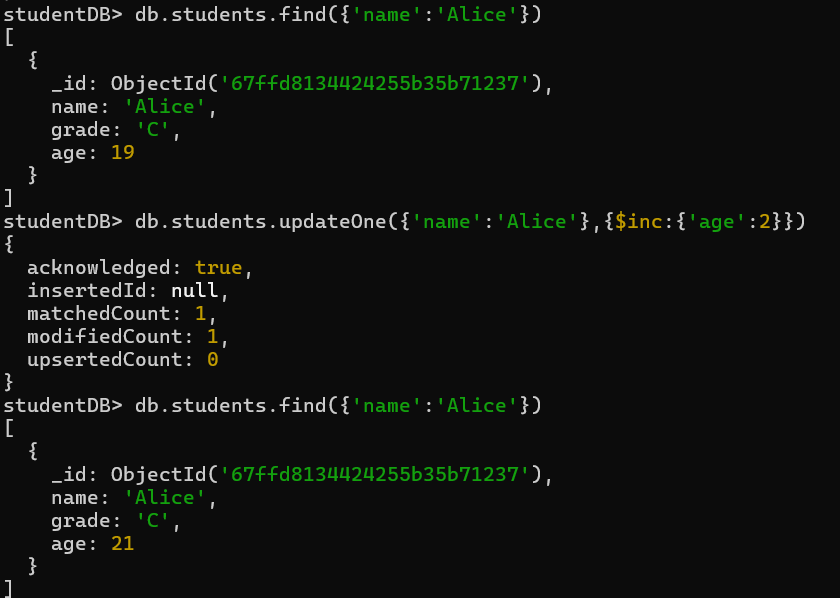 studentDB> db.students.find({'name':'Alice'})
[
  {
    _id: ObjectId('67ffd8134424255b35b71237'),
    name: 'Alice',
    grade: 'C',
    age: 19
  }
]
studentDB> db.students.updateOne({'name':'Alice'},{$inc:{'age':2}})
{
  acknowledged: true,
  insertedId: null,
  matchedCount: 1,
  modifiedCount: 1,
  upsertedCount: 0
}
studentDB> db.students.find({'name':'Alice'})
[
  {
    _id: ObjectId('67ffd8134424255b35b71237'),
    name: 'Alice',
    grade: 'C',
    age: 21
  }
]